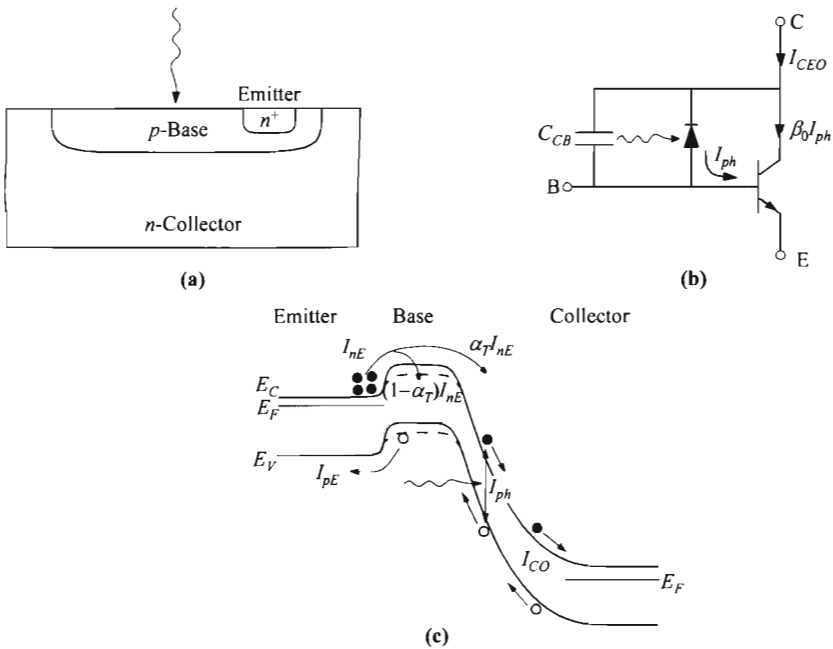 Emitter
n⁺
p-Base
n-Collector
(a)
C
I_CEO
C_CB
β₀I_ph
I_ph
B
E
(b)
Emitter Base Collector
I_nE
α_T I_nE
E_C
(1−α_T)I_nE
E_F
E_V
I_pE
I_ph
I_CO
E_F
(c)